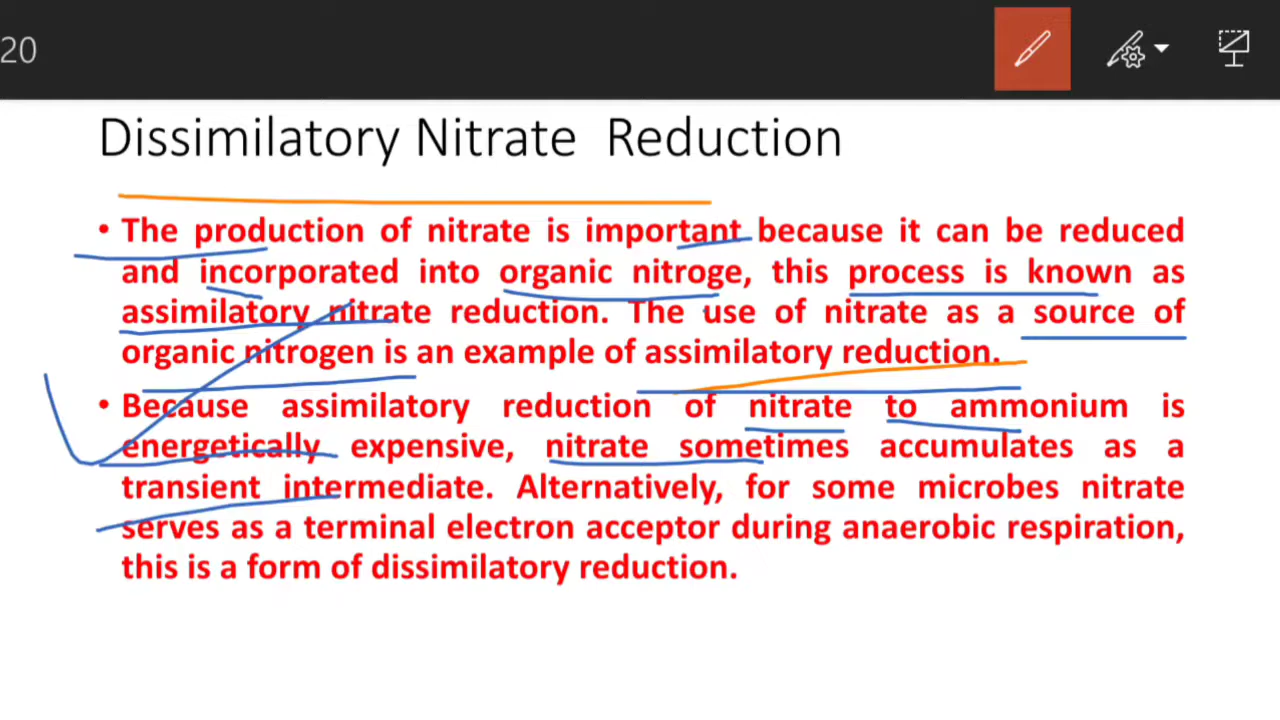 20
Dissimilatory Nitrate Reduction
• The production of nitrate is important because it can be reduced
and incorporated into organic nitroge, this process is known as
assimilatory nitrate reduction. The use of nitrate as a source of
organic nitrogen is an example of assimilatory reduction.
• Because assimilatory reduction of nitrate to ammonium is
energetically expensive, nitrate sometimes accumulates as a
transient intermediate. Alternatively, for some microbes nitrate
serves as a terminal electron acceptor during anaerobic respiration,
this is a form of dissimilatory reduction.